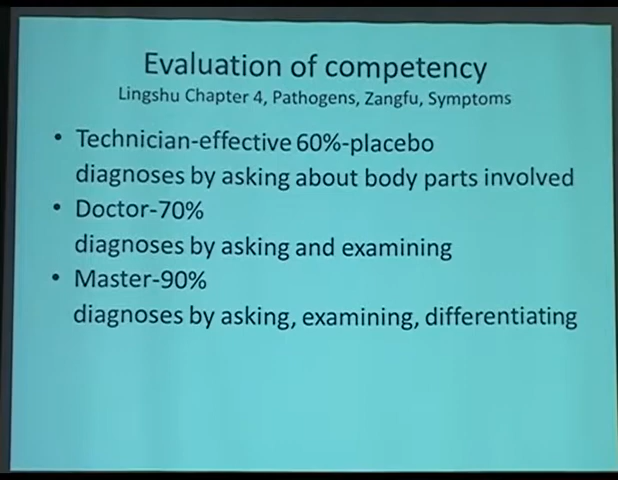 Evaluation of competency
Lingshu Chapter 4, Pathogens, Zangfu, Symptoms
• Technician-effective 60%-placebo
diagnoses by asking about body parts involved
• Doctor-70%
diagnoses by asking and examining
• Master-90%
diagnoses by asking, examining, differentiating